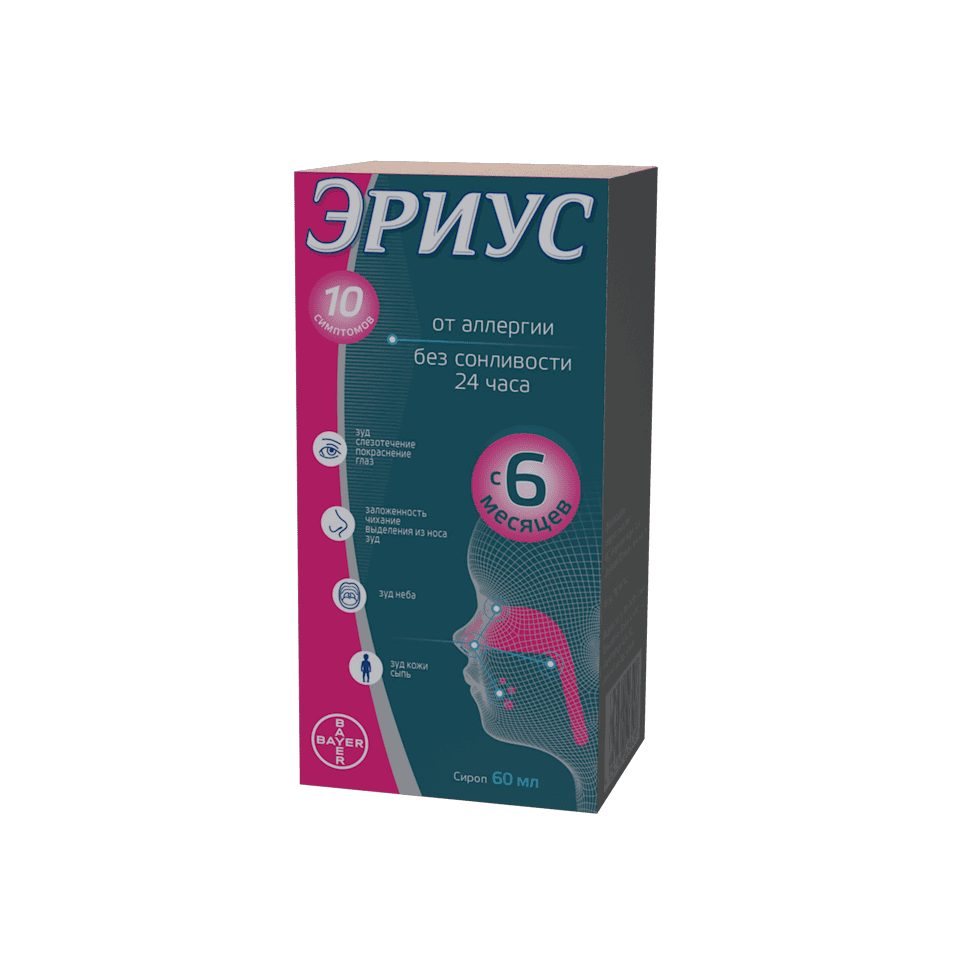 ЭРИУС
10
СИМПТОМОВ
от аллергии
без сонливости
24 часа
зуд
слезотечение
покраснение
глаз
с 6
месяцев
заложенность
чихание
выделения из носа
зуд
зуд неба
зуд кожи
сыпь
BAYER
BAYER
Сироп 60 мл